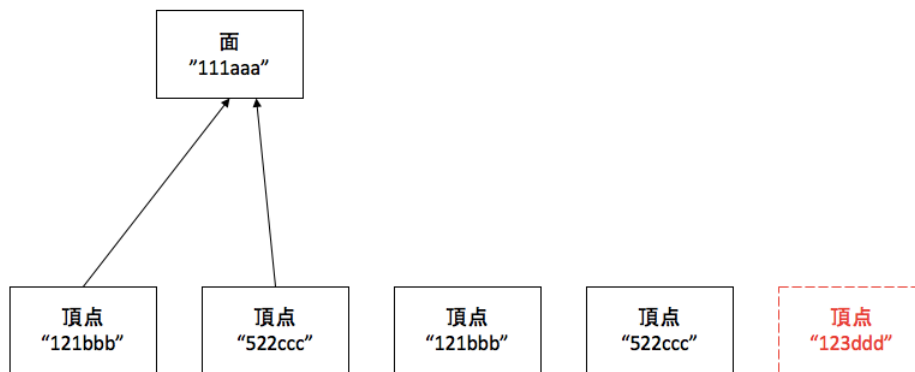 面
”111aaa”
頂点
“121bbb”
頂点
“522ccc”
頂点
“121bbb”
頂点
“522ccc”
頂点
“123ddd”